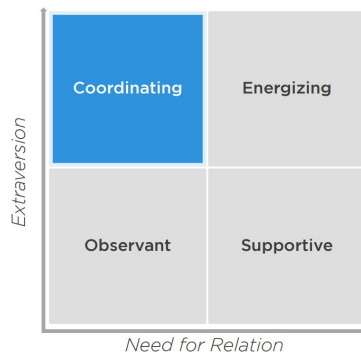 Coordinating
Energizing
Extraversion
Observant
Supportive
Need for Relation